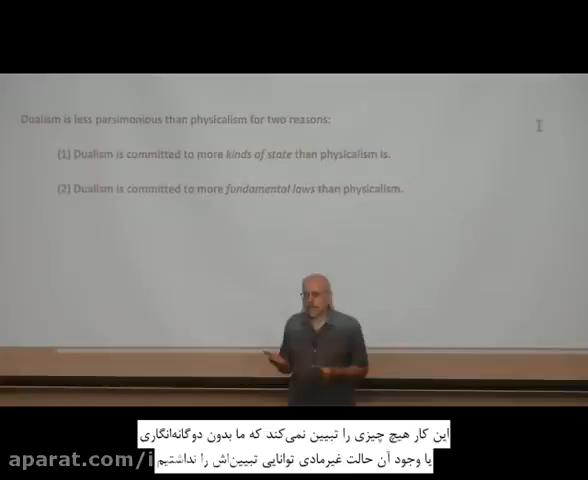 Dualism is less parsimonious than physicalism for two reasons:
(1) Dualism is committed to more kinds of state than physicalism is.
(2) Dualism is committed to more fundamental laws than physicalism.
این کار هیچ چیزی را تبیین نمی‌کند که ما بدون دوگانه‌انگاری
یا وجود آن حالت غیرمادی توانایی تبیین‌اش را نداشتیم
aparat.com/i